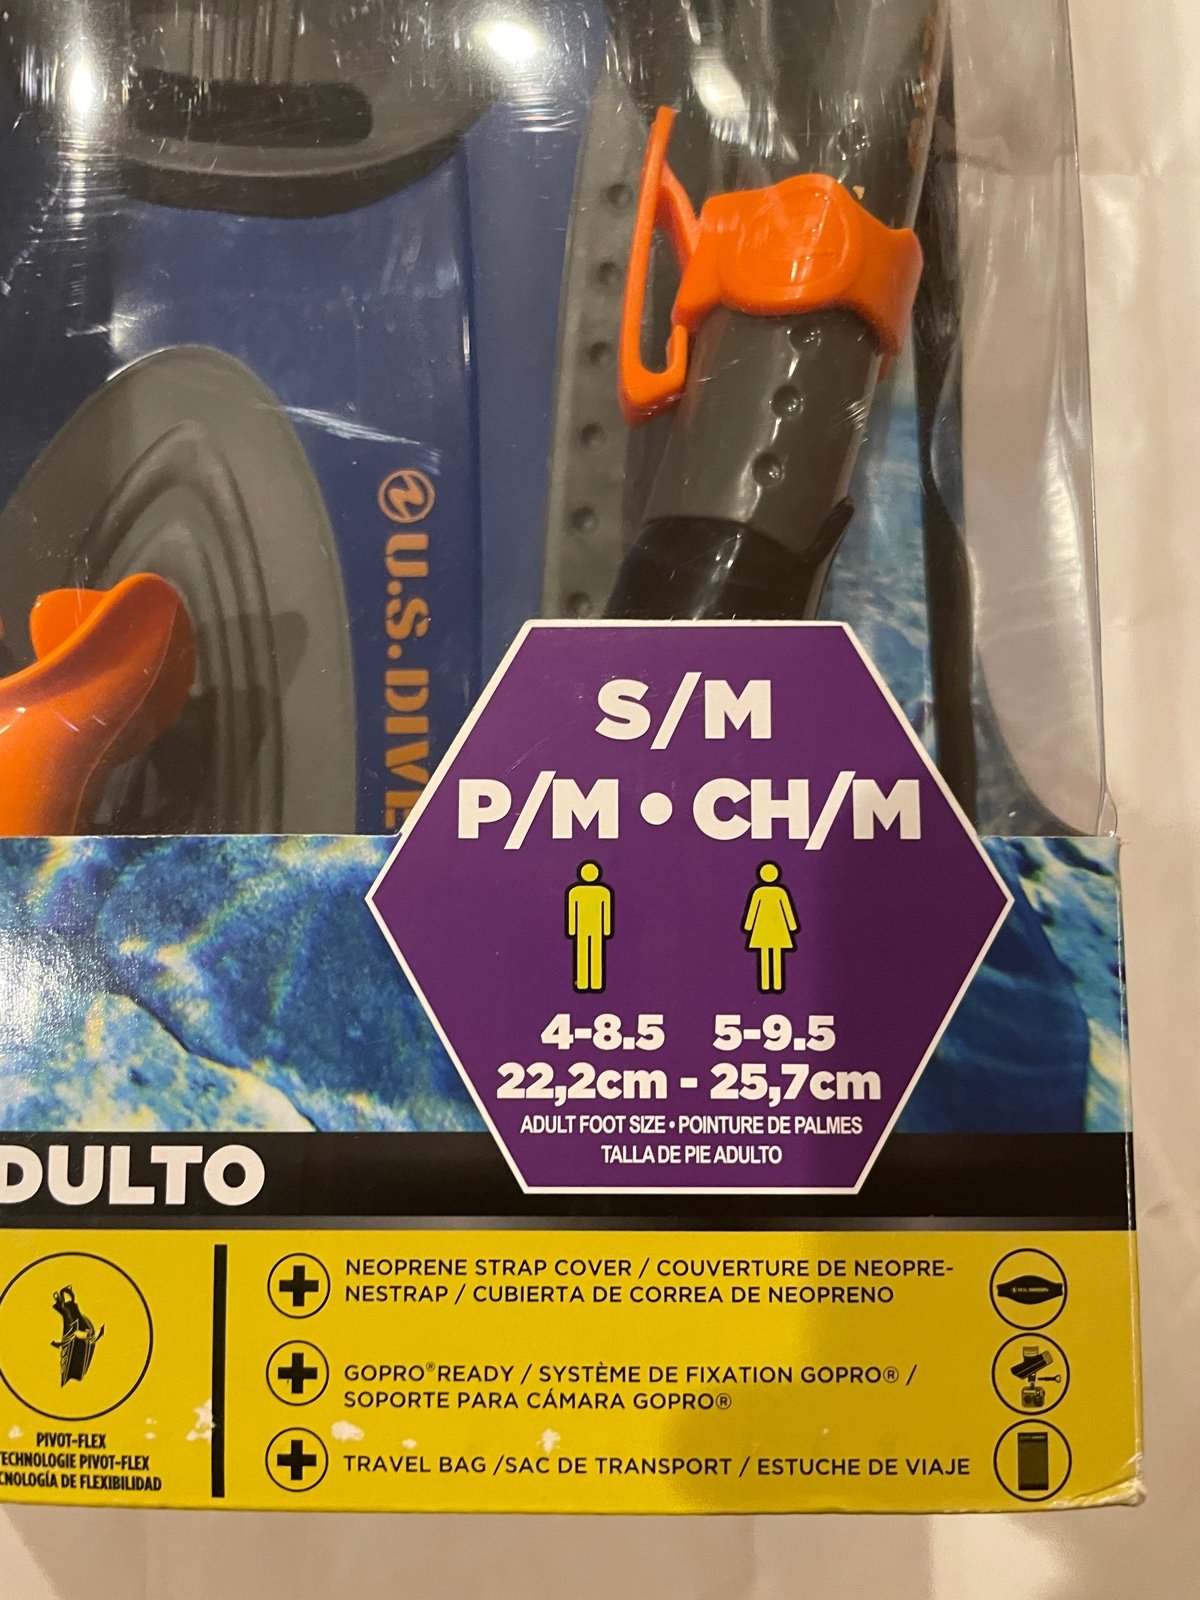 U.S. DIVE
S/M
P/M • CH/M
4-8.5 5-9.5
22,2cm - 25,7cm
ADULT FOOT SIZE • POINTURE DE PALMES
TALLA DE PIE ADULTO
DULTO
NEOPRENE STRAP COVER / COUVERTURE DE NEOPRE-
NESTRAP / CUBIERTA DE CORREA DE NEOPRENO
GOPRO® READY / SYSTÈME DE FIXATION GOPRO® /
SOPORTE PARA CÁMARA GOPRO®
TRAVEL BAG /SAC DE TRANSPORT / ESTUCHE DE VIAJE
PIVOT-FLEX
ECHNOLOGIE PIVOT-FLEX
CNOLOGÍA DE FLEXIBILIDAD